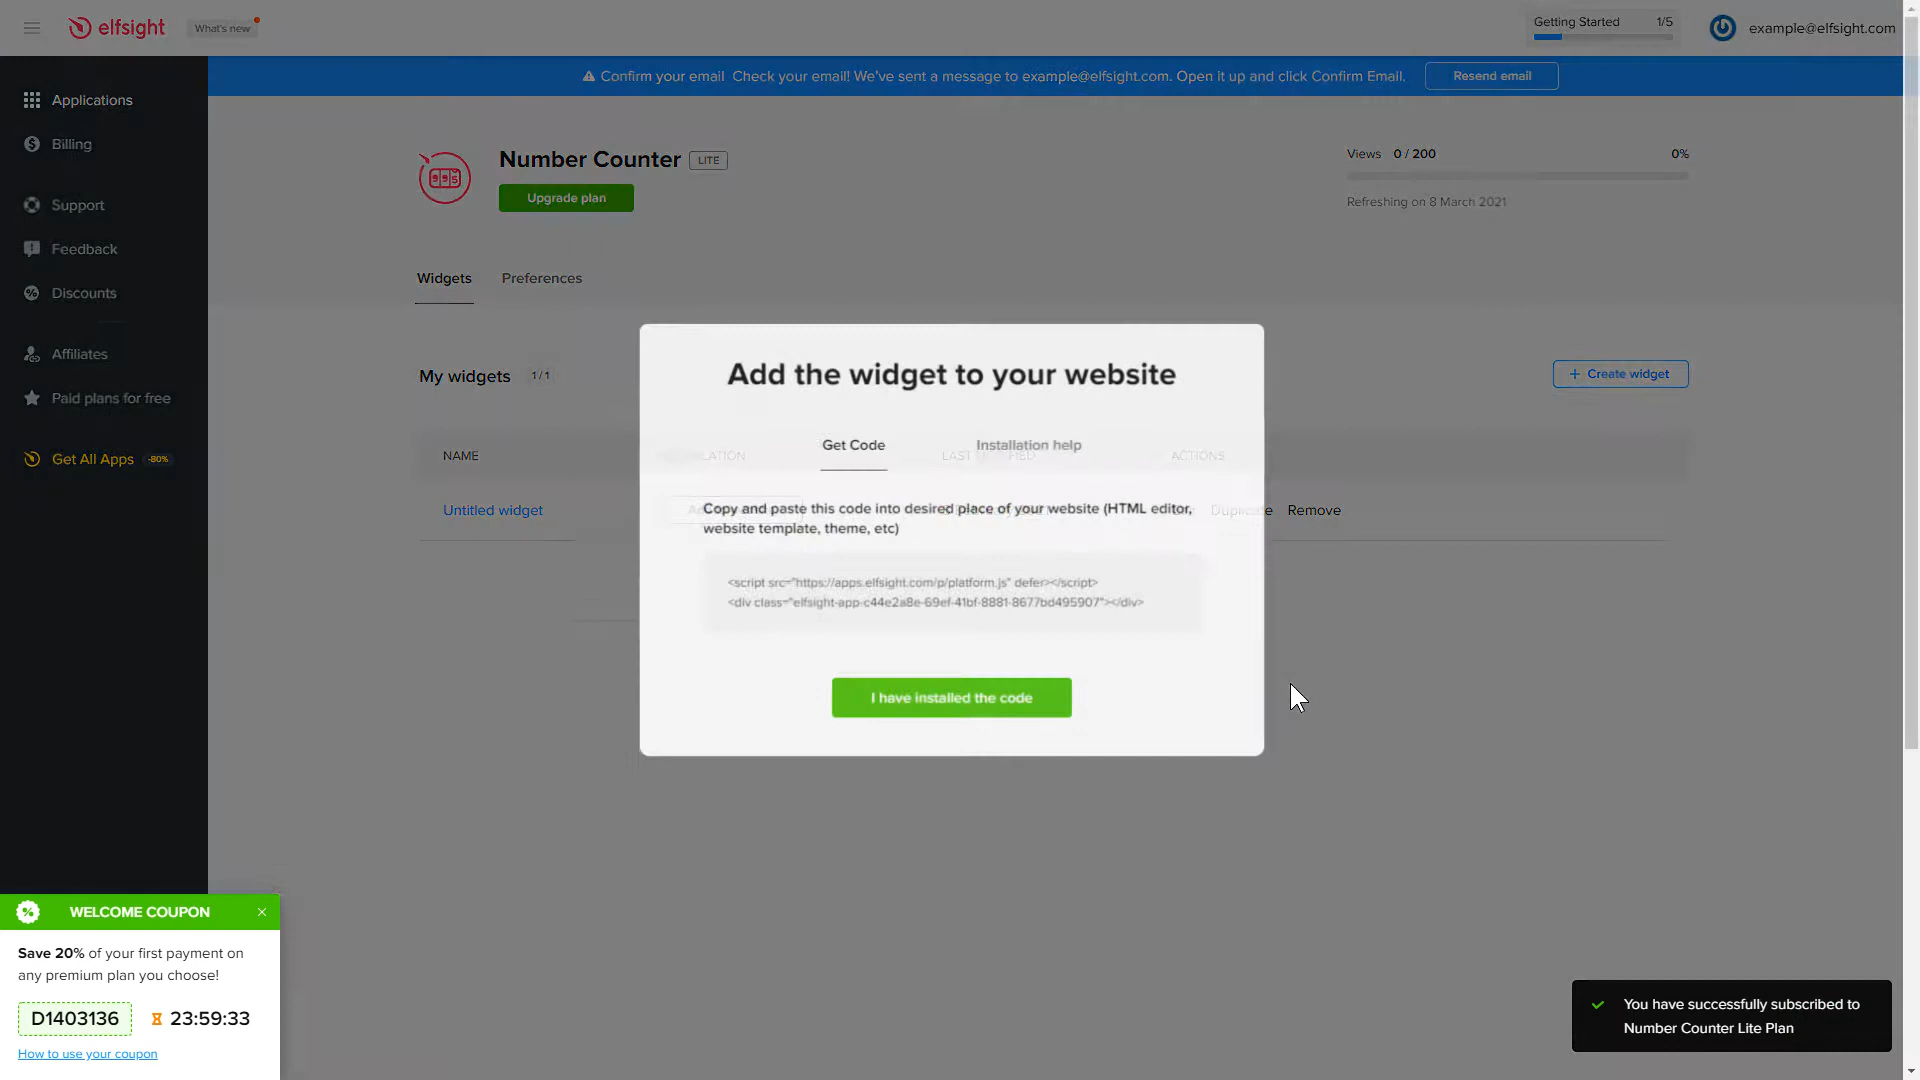 elfsight
What's new
Getting Started 1/5
example@elfsight.com
Confirm your email Check your email! We've sent a message to example@elfsight.com. Open it up and click Confirm Email.
Resend email
Applications
Billing
Support
Feedback
Discounts
Affiliates
Paid plans for free
Get All Apps -80%
Number Counter LITE
Upgrade plan
995
Views 0 / 200 0%
Refreshing on 8 March 2021
Widgets Preferences
My widgets 1 / 1
+ Create widget
NAME
ACTIONS
Untitled widget
Duplicate Remove
Add the widget to your website
Get Code Installation help
Copy and paste this code into desired place of your website (HTML editor,
website template, theme, etc)
<script src="https://apps.elfsight.com/p/platform.js" defer></script>
<div class="elfsight-app-c44e2a8e-69ef-41bf-8881-8677bd495907"></div>
I have installed the code
WELCOME COUPON
Save 20% of your first payment on
any premium plan you choose!
D1403136 23:59:33
How to use your coupon
You have successfully subscribed to
Number Counter Lite Plan